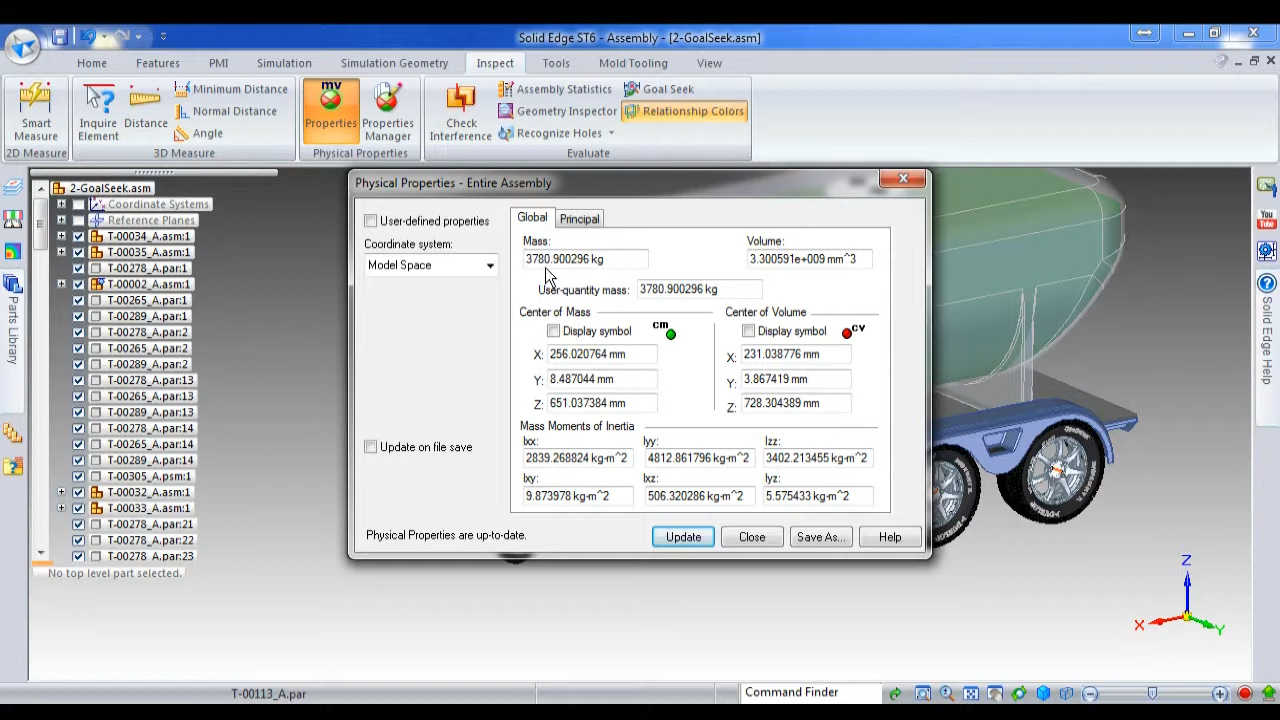 Solid Edge ST6 - Assembly - [2-GoalSeek.asm]
Home Features PMI Simulation Simulation Geometry Inspect Tools Mold Tooling View
Smart Measure
2D Measure
Inquire Element
Distance
Minimum Distance
Normal Distance
Angle
3D Measure
mv
Properties
Properties Manager
Physical Properties
Check Interference
Assembly Statistics
Geometry Inspector
Recognize Holes
Goal Seek
Relationship Colors
Evaluate
Parts Library
2-GoalSeek.asm
Coordinate Systems
Reference Planes
T-00034_A.asm:1
T-00035_A.asm:1
T-00278_A.par:1
T-00002_A.asm:1
T-00265_A.par:1
T-00289_A.par:1
T-00278_A.par:2
T-00265_A.par:2
T-00289_A.par:2
T-00278_A.par:13
T-00265_A.par:13
T-00289_A.par:13
T-00278_A.par:14
T-00265_A.par:14
T-00289_A.par:14
T-00305_A.par:1
T-00032_A.asm:1
T-00033_A.asm:1
T-00278_A.par:21
T-00278_A.par:22
T-00278_A.par:23
No top level part selected.
Physical Properties - Entire Assembly
User-defined properties
Coordinate system:
Model Space
Update on file save
Physical Properties are up-to-date.
Global Principal
Mass: Volume:
3780.900296 kg 3.300591e+009 mm^3
User-quantity mass: 3780.900296 kg
Center of Mass Center of Volume
Display symbol cm Display symbol cv
X: 256.020764 mm X: 231.038776 mm
Y: 8.487044 mm Y: 3.867419 mm
Z: 651.037384 mm Z: 728.304389 mm
Mass Moments of Inertia
Ixx: Iyy: Izz:
2839.268824 kg-m^2 4812.861796 kg-m^2 3402.213455 kg-m^2
Ixy: Ixz: Iyz:
9.873978 kg-m^2 506.320286 kg-m^2 5.575433 kg-m^2
Update Close Save As... Help
You Tube
Solid Edge Help
Z
X
Y
T-00113_A.par
Command Finder